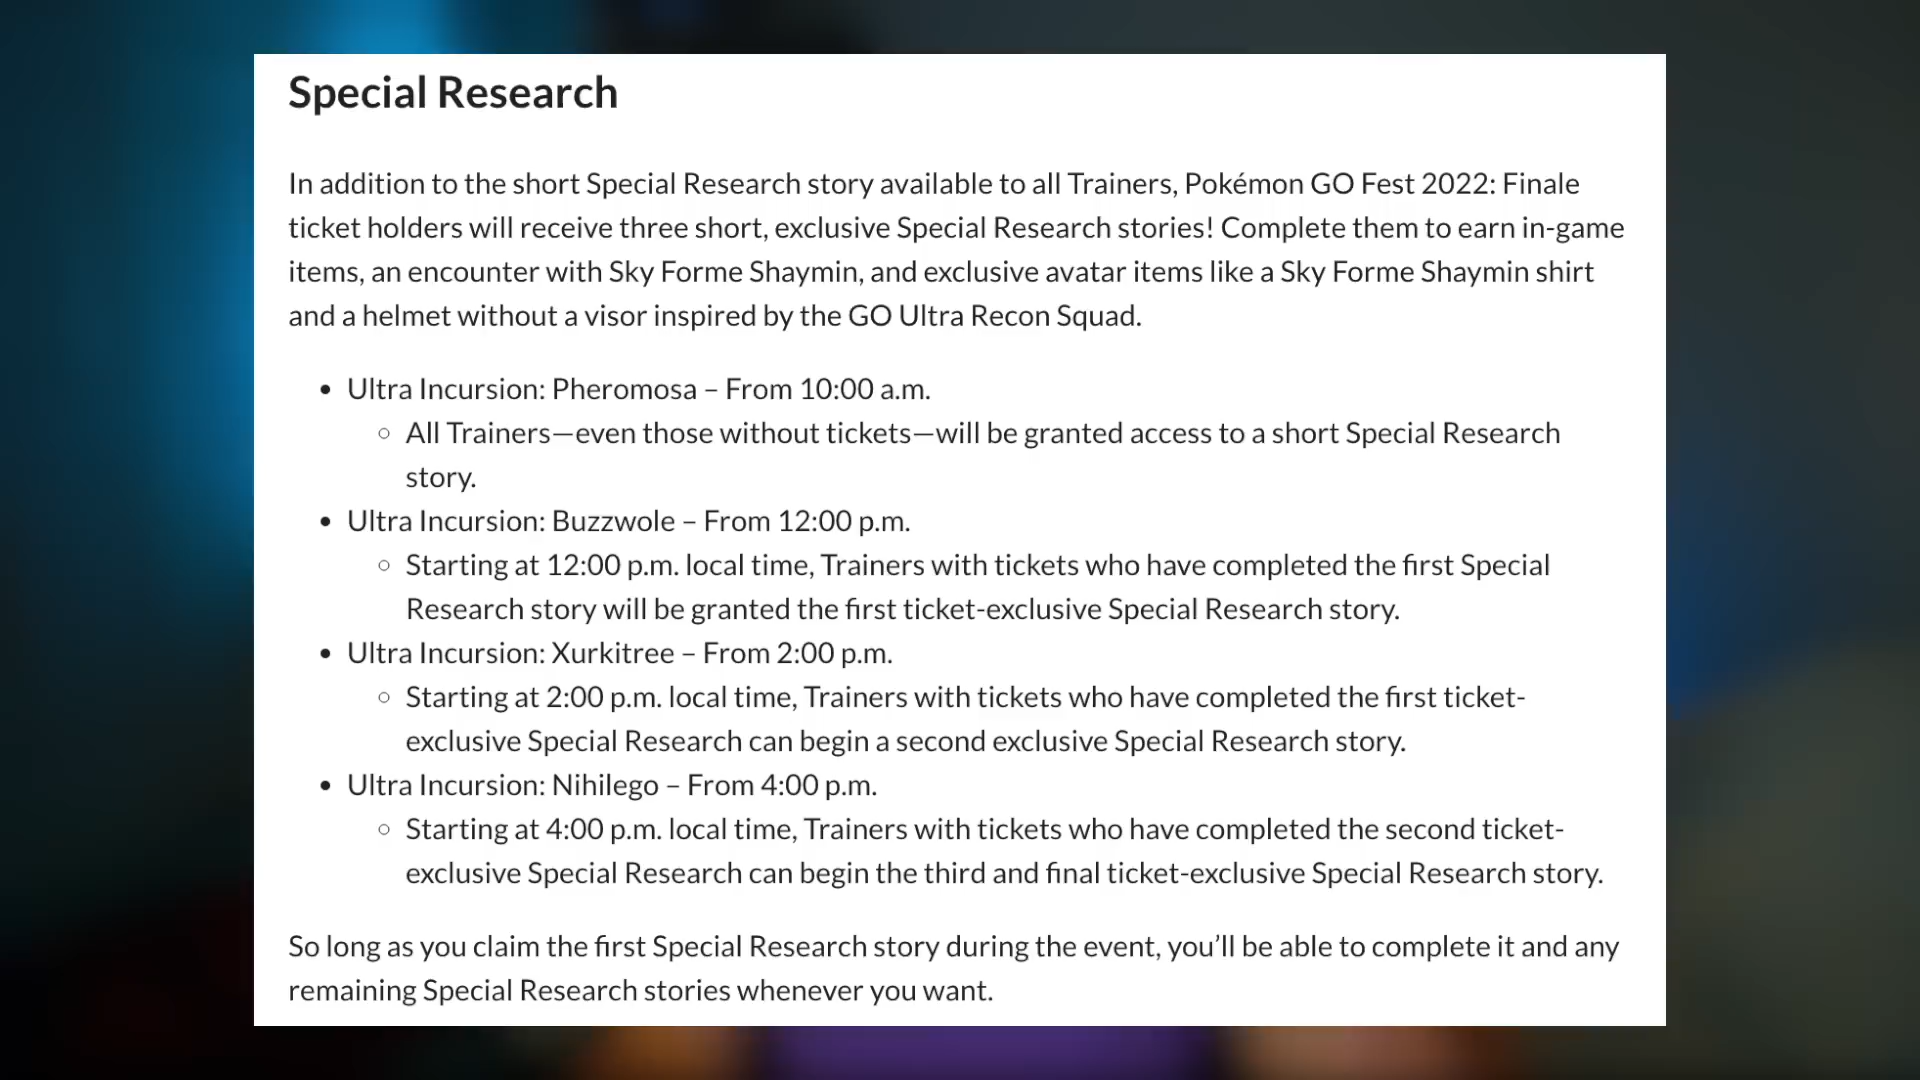 Special Research
In addition to the short Special Research story available to all Trainers, Pokémon GO Fest 2022: Finale
ticket holders will receive three short, exclusive Special Research stories! Complete them to earn in-game
items, an encounter with Sky Forme Shaymin, and exclusive avatar items like a Sky Forme Shaymin shirt
and a helmet without a visor inspired by the GO Ultra Recon Squad.
• Ultra Incursion: Pheromosa – From 10:00 a.m.
○ All Trainers—even those without tickets—will be granted access to a short Special Research
story.
• Ultra Incursion: Buzzwole – From 12:00 p.m.
○ Starting at 12:00 p.m. local time, Trainers with tickets who have completed the first Special
Research story will be granted the first ticket-exclusive Special Research story.
• Ultra Incursion: Xurkitree – From 2:00 p.m.
○ Starting at 2:00 p.m. local time, Trainers with tickets who have completed the first ticket-
exclusive Special Research can begin a second exclusive Special Research story.
• Ultra Incursion: Nihilego – From 4:00 p.m.
○ Starting at 4:00 p.m. local time, Trainers with tickets who have completed the second ticket-
exclusive Special Research can begin the third and final ticket-exclusive Special Research story.
So long as you claim the first Special Research story during the event, you’ll be able to complete it and any
remaining Special Research stories whenever you want.